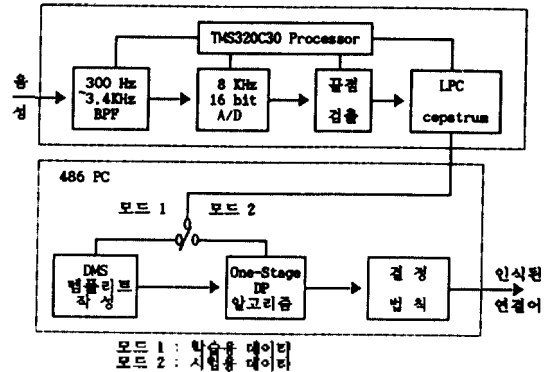 TMS320C30 Processor
음
성
300 Hz
~3.4KHz
BPF
8 KHz
16 bit
A/D
끝점
검출
LPC
cepstrum
486 PC
모드 1
모드 2
DMS
템플리트
작성
One-Stage
DP
알고리즘
결정
법칙
인식된
연결어
모드 1 : 학습용 데이타
모드 2 : 시험용 데이타